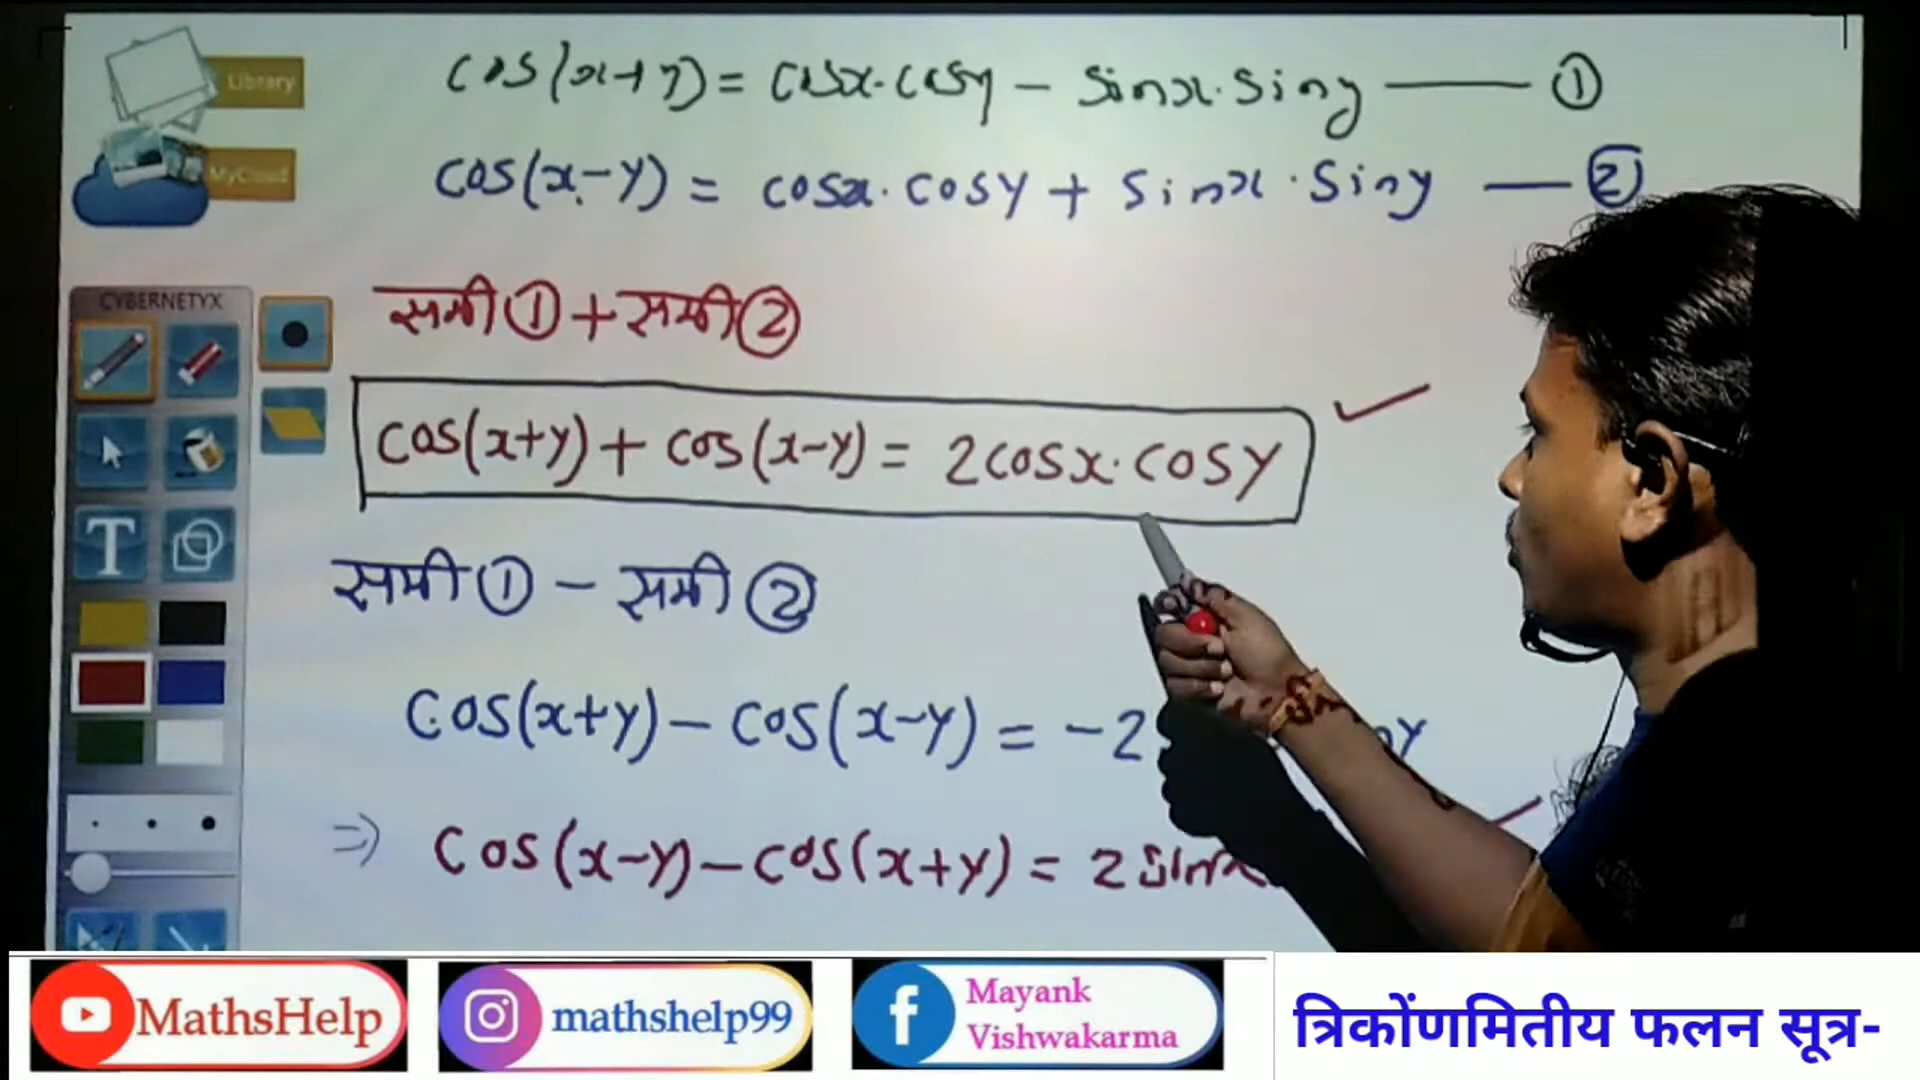 Library
cos(x+y) = cosx·cosy - sinx·siny —— ①
MyCloud
cos(x-y) = cosx·cosy + sinx·siny — ②
CYBERNETYX
समी① + समी②
cos(x+y) + cos(x-y) = 2cosx·cosy
T
समी① - समी②
cos(x+y) - cos(x-y) = -2
⇒ cos(x-y) - cos(x+y) = 2 sinx
MathsHelp
mathshelp99
Mayank
Vishwakarma
त्रिकोंणमितीय फलन सूत्र-